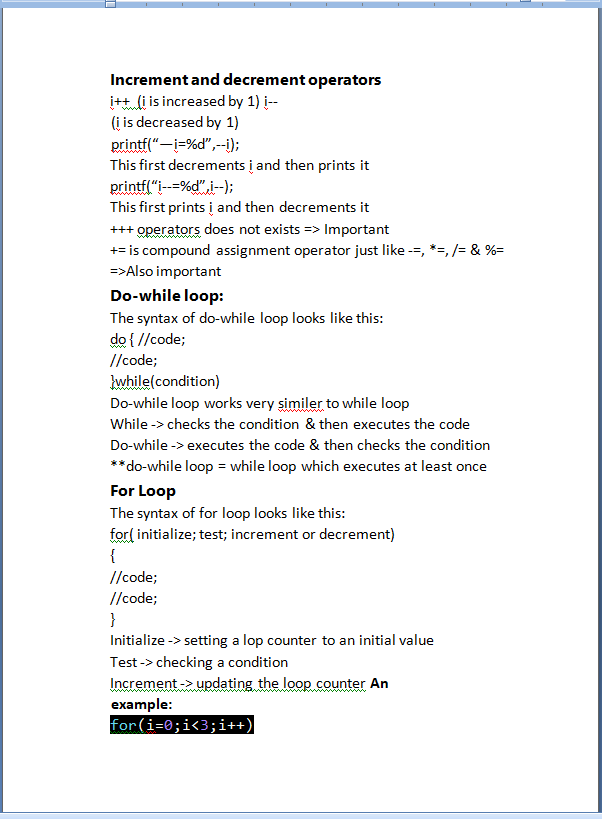 Increment and decrement operators
i++ (i is increased by 1) i--
(i is decreased by 1)
printf(“—i=%d”,--i);
This first decrements i and then prints it
printf(“i--=%d”,i--);
This first prints i and then decrements it
+++ operators does not exists => Important
+= is compound assignment operator just like -=, *=, /= & %=
=>Also important
Do-while loop:
The syntax of do-while loop looks like this:
do { //code;
//code;
}while(condition)
Do-while loop works very similer to while loop
While -> checks the condition & then executes the code
Do-while -> executes the code & then checks the condition
**do-while loop = while loop which executes at least once
For Loop
The syntax of for loop looks like this:
for( initialize; test; increment or decrement)
{
//code;
//code;
}
Initialize -> setting a lop counter to an initial value
Test -> checking a condition
Increment -> updating the loop counter An
example:
for(i=0;i<3;i++)